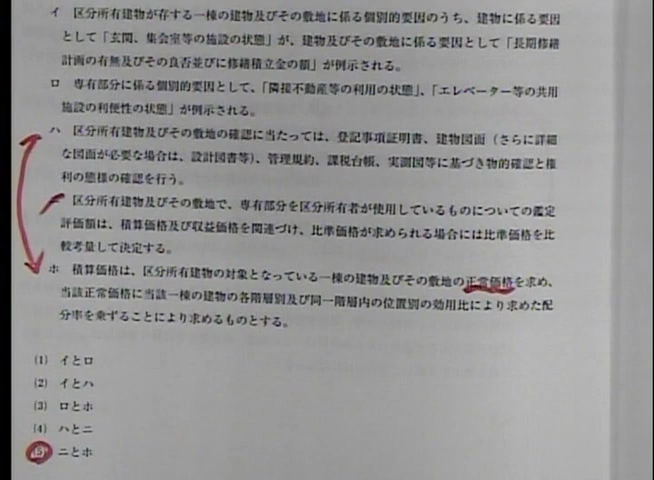 イ 区分所有建物が存する一棟の建物及びその敷地に係る個別的要因のうち、建物に係る要因
として「玄関、集会室等の施設の状態」が、建物及びその敷地に係る要因として「長期修繕
計画の有無及びその良否並びに修繕積立金の額」が例示される。
ロ 専有部分に係る個別的要因として、「隣接不動産等の利用の状態」、「エレベーター等の共用
施設の利便性の状態」が例示される。
ハ 区分所有建物及びその敷地の確認に当たっては、登記事項証明書、建物図面（さらに詳細
な図面が必要な場合は、設計図書等）、管理規約、課税台帳、実測図等に基づき物的確認と権
利の態様の確認を行う。
区分所有建物及びその敷地で、専有部分を区分所有者が使用しているものについての鑑定
評価額は、積算価格及び収益価格を関連づけ、比準価格が求められる場合には比準価格を比
較考量して決定する。
ホ 積算価格は、区分所有建物の対象となっている一棟の建物及びその敷地の正常価格を求め、
当該正常価格に当該一棟の建物の各階層別及び同一階層内の位置別の効用比により求めた配
分率を乗ずることにより求めるものとする。
(1) イとロ
(2) イとハ
(3) ロとホ
(4) ハとニ
(5) ニとホ